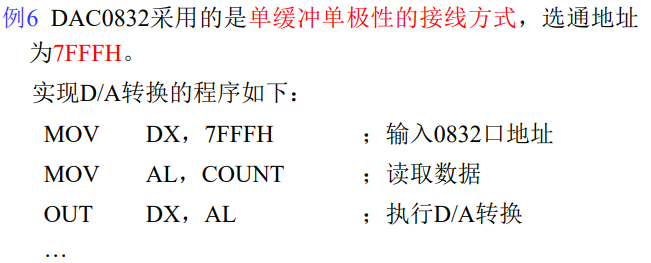 例6 DAC0832采用的是单缓冲单极性的接线方式，选通地址
为7FFFH。
实现D/A转换的程序如下：
MOV DX，7FFFH ；输入0832口地址
MOV AL，COUNT ；读取数据
OUT DX，AL ；执行D/A转换
…